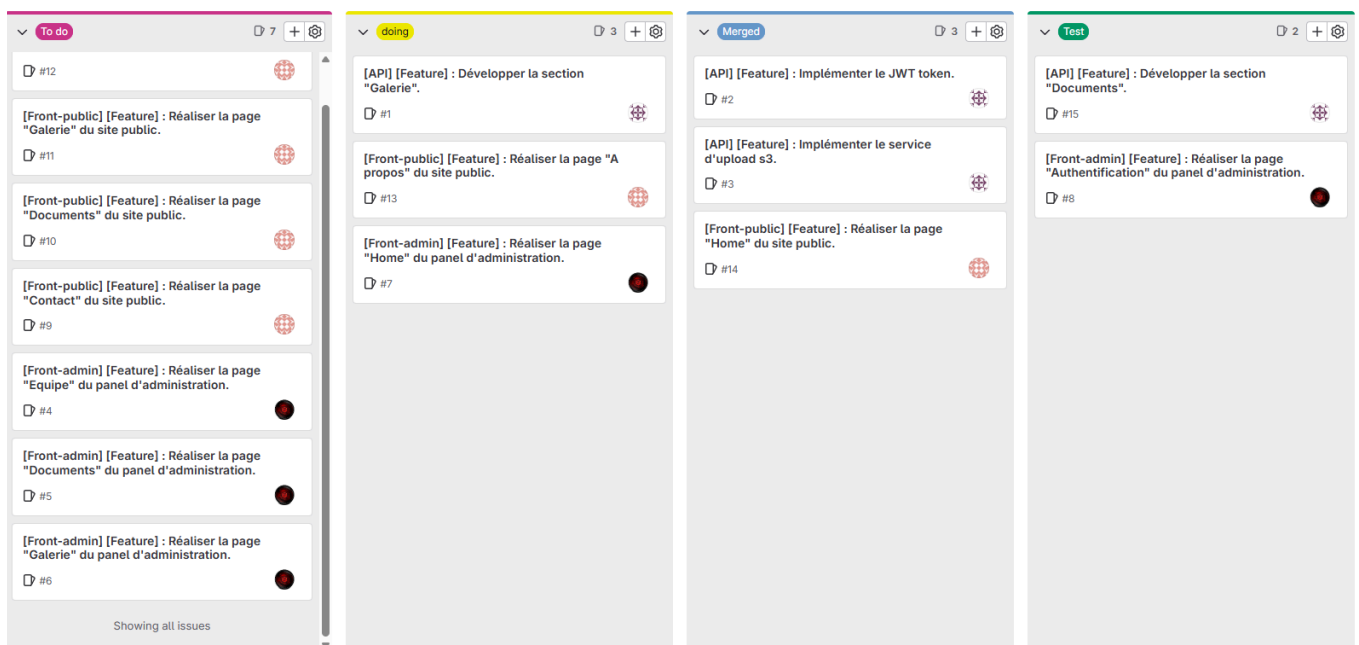 To do
7
#12
[Front-public] [Feature] : Réaliser la page
"Galerie" du site public.
#11
[Front-public] [Feature] : Réaliser la page
"Documents" du site public.
#10
[Front-public] [Feature] : Réaliser la page
"Contact" du site public.
#9
[Front-admin] [Feature] : Réaliser la page
"Equipe" du panel d'administration.
#4
[Front-admin] [Feature] : Réaliser la page
"Documents" du panel d'administration.
#5
[Front-admin] [Feature] : Réaliser la page
"Galerie" du panel d'administration.
#6
Showing all issues
doing
3
[API] [Feature] : Développer la section
"Galerie".
#1
[Front-public] [Feature] : Réaliser la page "A
propos" du site public.
#13
[Front-admin] [Feature] : Réaliser la page
"Home" du panel d'administration.
#7
Merged
3
[API] [Feature] : Implémenter le JWT token.
#2
[API] [Feature] : Implémenter le service
d'upload s3.
#3
[Front-public] [Feature] : Réaliser la page
"Home" du site public.
#14
Test
2
[API] [Feature] : Développer la section
"Documents".
#15
[Front-admin] [Feature] : Réaliser la page
"Authentification" du panel d'administration.
#8